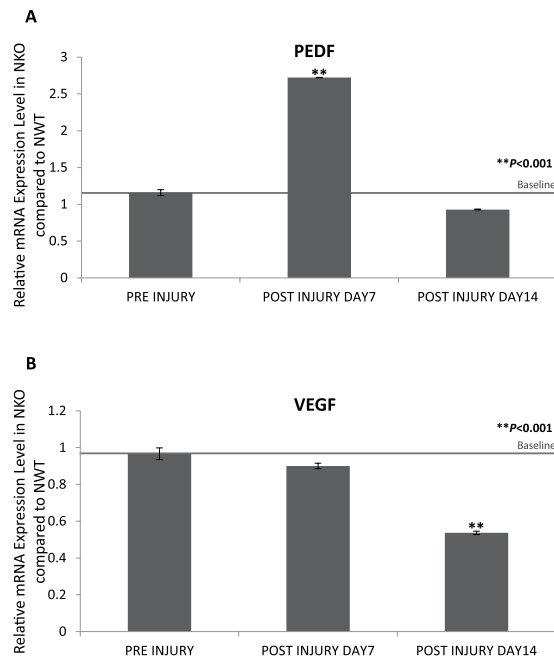 A
PEDF
Relative mRNA Expression Level in NKO
compared to NWT
3
2.5
2
1.5
1
0.5
0
**
**P<0.001
Baseline
PRE INJURY
POST INJURY DAY7
POST INJURY DAY14
B
VEGF
Relative mRNA Expression Level in NKO
compared to NWT
1.2
1
0.8
0.6
0.4
0.2
0
**P<0.001
Baseline
**
PRE INJURY
POST INJURY DAY7
POST INJURY DAY14